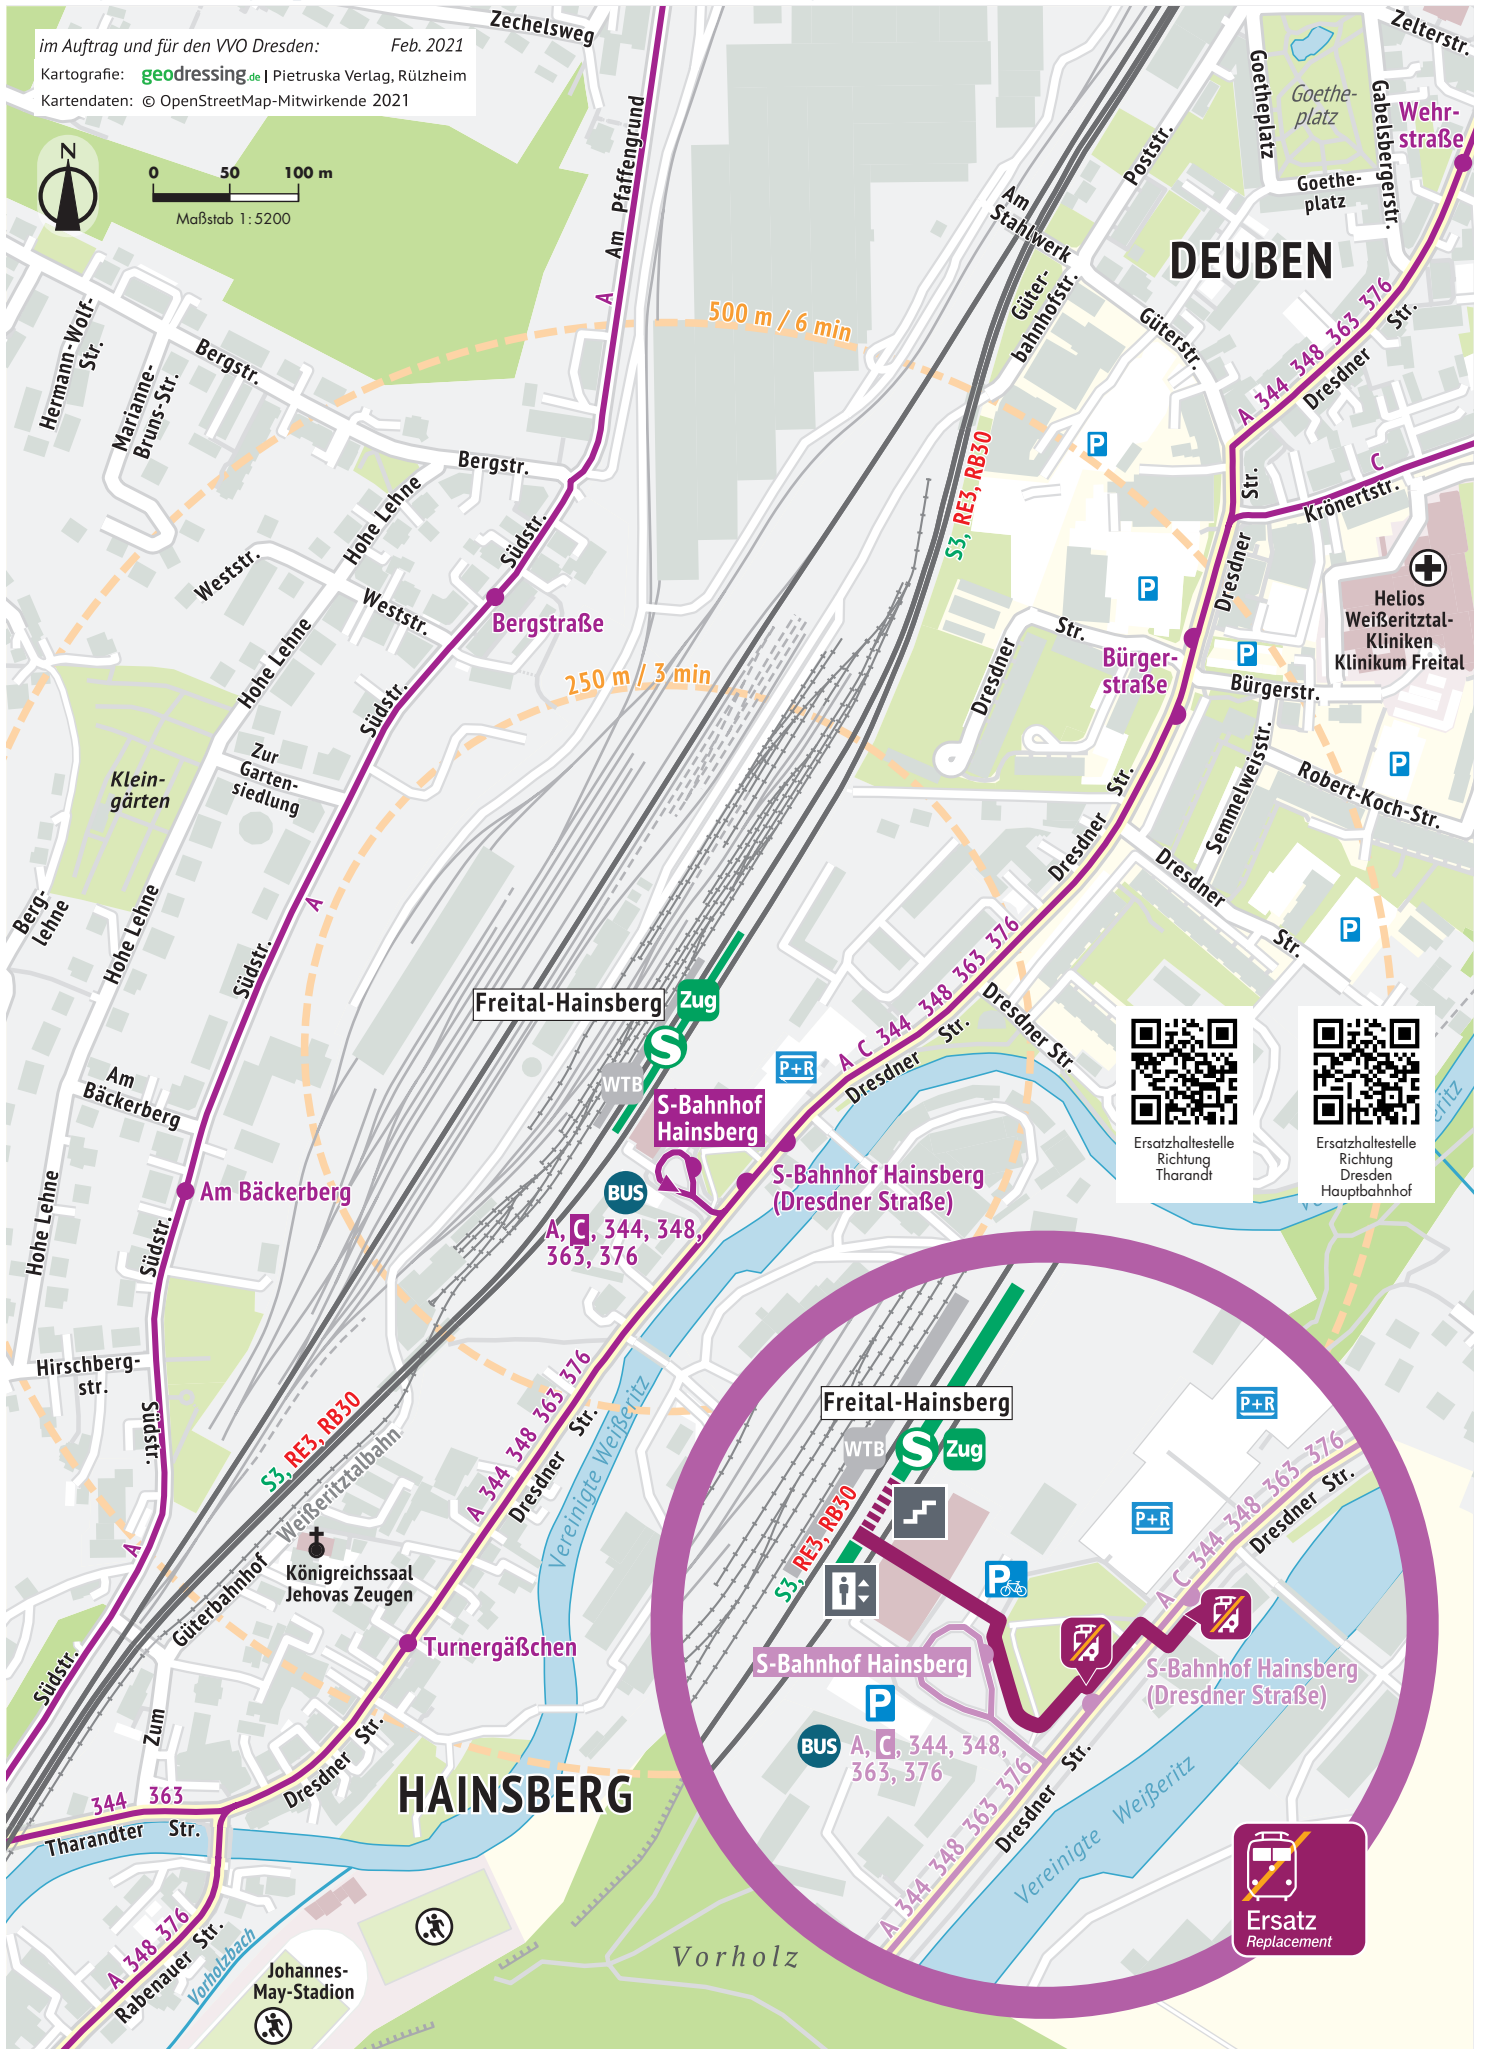 im Auftrag und für den VVO Dresden: Feb. 2021
Kartografie: geodressing.de | Pietruska Verlag, Rülzheim
Kartendaten: © OpenStreetMap-Mitwirkende 2021
N
0 50 100 m
Maßstab 1:5200
Zechelsweg
Am Pfaffengrund
A
Zelterstr.
Goetheplatz
Goethe-
platz
Gabelsbergerstr.
Wehr-
straße
Goethe-
platz
Poststr.
Am
Stahlwerk
DEUBEN
Güter-
bahnhofstr.
Güterstr.
A 344 348 363 376
Dresdner
Str.
500 m / 6 min
Hermann-Wolf-
Str.
Marianne-
Bruns-Str.
Bergstr.
Bergstr.
Hohe Lehne
Südstr.
Weststr.
Weststr.
Bergstraße
S3, RE3, RB30
P
Str.
C
Krönertstr.
Dresdner
P
Helios
Weißeritztal-
Kliniken
Klinikum Freital
Str.
Dresdner
Bürger-
straße
P
Bürgerstr.
250 m / 3 min
Hohe Lehne
Südstr.
Zur
Garten-
siedlung
Klein-
gärten
P
Semmelweisstr.
Robert-Koch-Str.
Str.
Dresdner
Dresdner
Str.
P
Berg-
lehne
Hohe Lehne
A
Südstr.
A C 344 348 363 376
Dresdner
Str.
Dresdner Str.
Freital-Hainsberg
Zug
S
WTB
P+R
S-Bahnhof
Hainsberg
Am
Bäckerberg
Am Bäckerberg
BUS
A, C, 344, 348,
363, 376
S-Bahnhof Hainsberg
(Dresdner Straße)
Ersatzhaltestelle
Richtung
Tharandt
Ersatzhaltestelle
Richtung
Dresden
Hauptbahnhof
Hohe Lehne
Südstr.
Hirschberg-
str.
Südstr.
S3, RE3, RB30
Weißeritztalbahn
A 344 348 363 376
Dresdner
Str.
Vereinigte Weißeritz
A
Königreichssaal
Jehovas Zeugen
Zum
Güterbahnhof
Turnergäßchen
Südstr.
Dresdner
Str.
HAINSBERG
344 363
Tharandter
Str.
A 348 376
Rabenauer
Str.
Vorholzbach
Johannes-
May-Stadion
Vorholz
Freital-Hainsberg
WTB
S
Zug
P+R
P+R
S3, RE3, RB30
P
A C 344 348 363 376
Dresdner
Str.
S-Bahnhof Hainsberg
P
S-Bahnhof Hainsberg
(Dresdner Straße)
BUS
A, C, 344, 348,
363, 376
A 344 348 363 376
Dresdner
Str.
Vereinigte
Weißeritz
Ersatz
Replacement